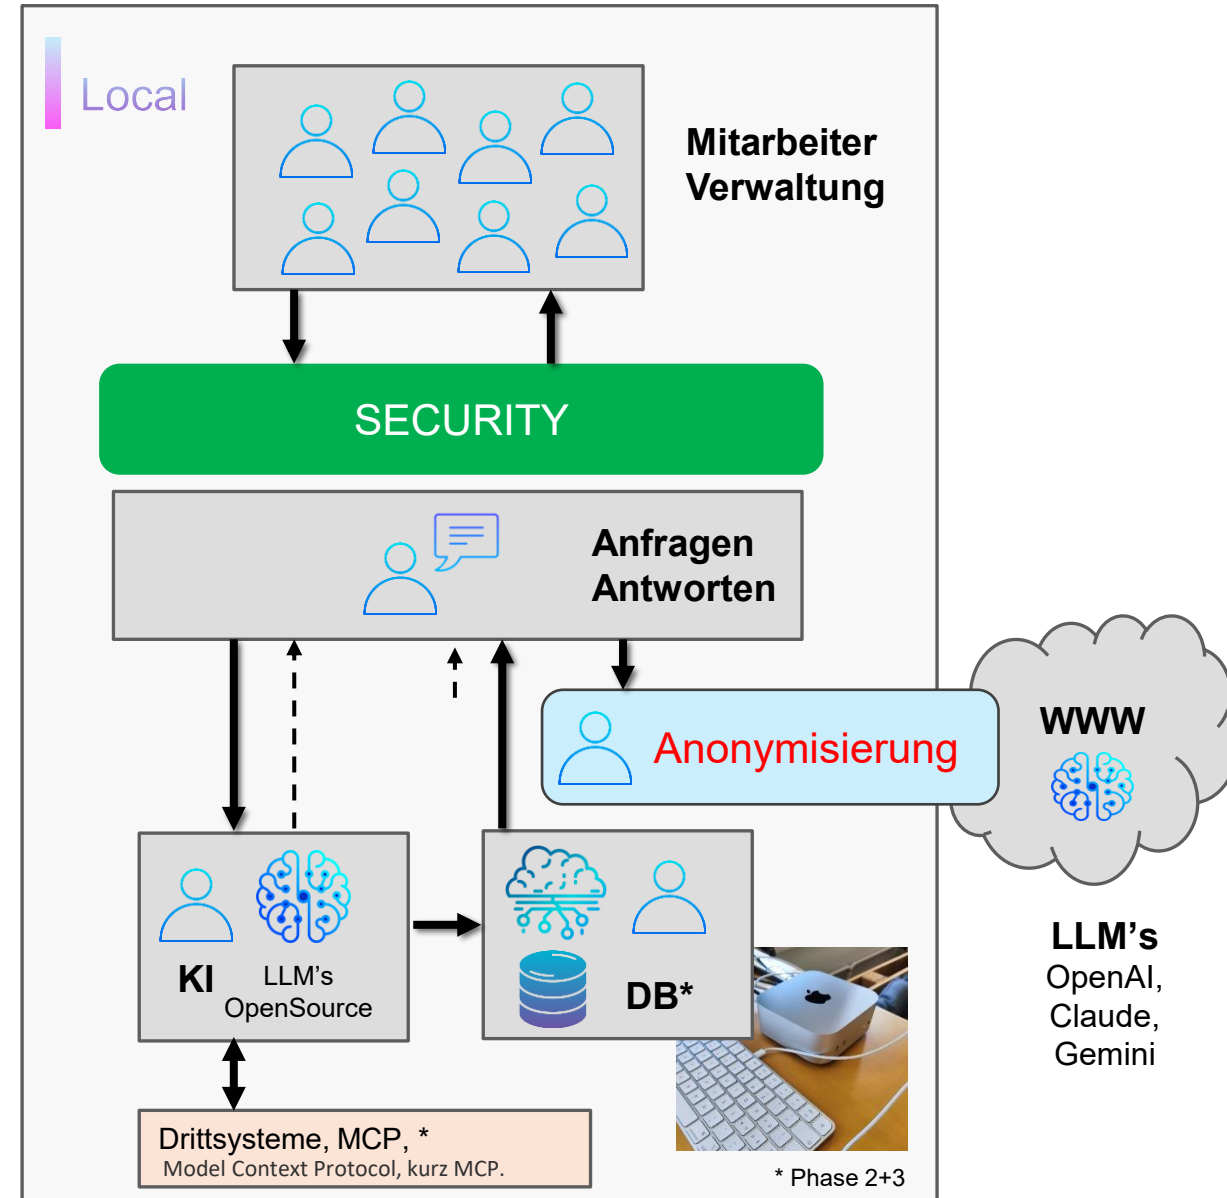 Local
Mitarbeiter
Verwaltung
SECURITY
Anfragen
Antworten
Anonymisierung
WWW
KI
LLM's
OpenSource
DB*
LLM's
OpenAI,
Claude,
Gemini
Drittsysteme, MCP, *
Model Context Protocol, kurz MCP.
* Phase 2+3